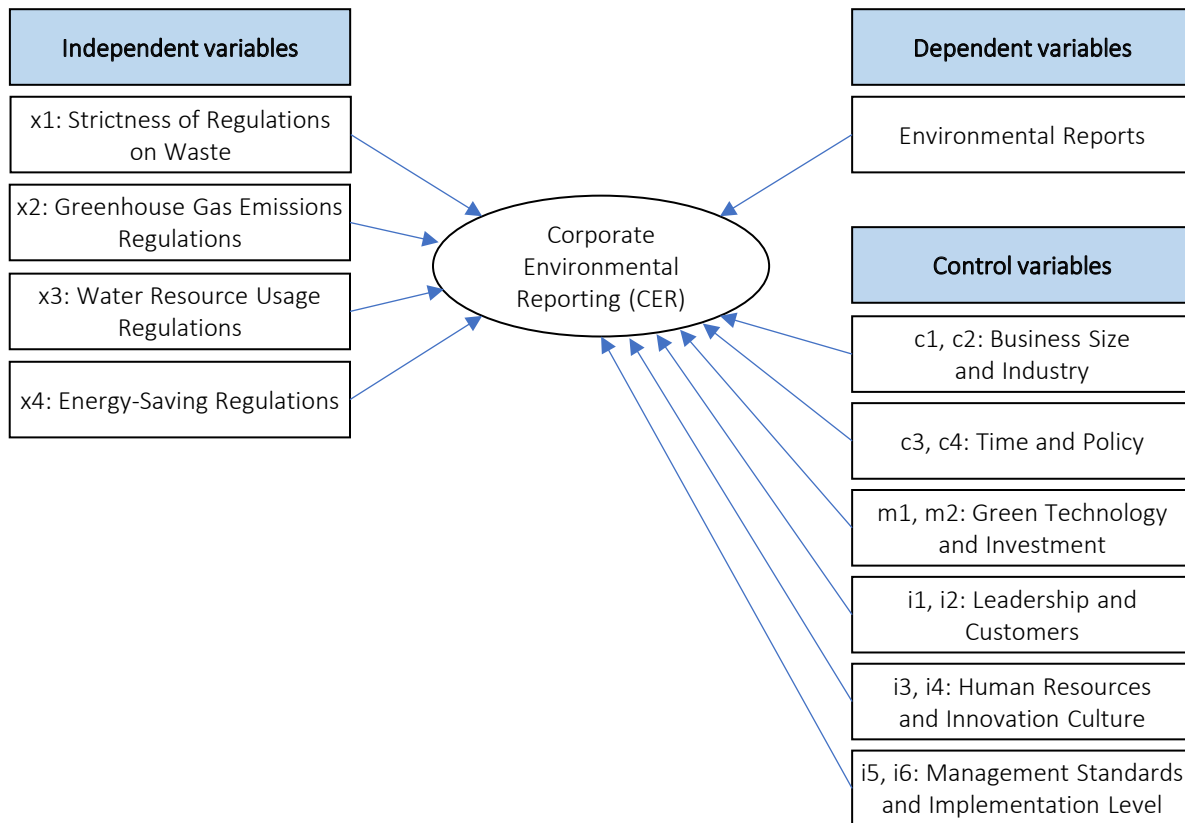 Independent variables
x1: Strictness of Regulations
on Waste
x2: Greenhouse Gas Emissions
Regulations
x3: Water Resource Usage
Regulations
x4: Energy-Saving Regulations
Corporate
Environmental
Reporting (CER)
Dependent variables
Environmental Reports
Control variables
c1, c2: Business Size
and Industry
c3, c4: Time and Policy
m1, m2: Green Technology
and Investment
i1, i2: Leadership and
Customers
i3, i4: Human Resources
and Innovation Culture
i5, i6: Management Standards
and Implementation Level